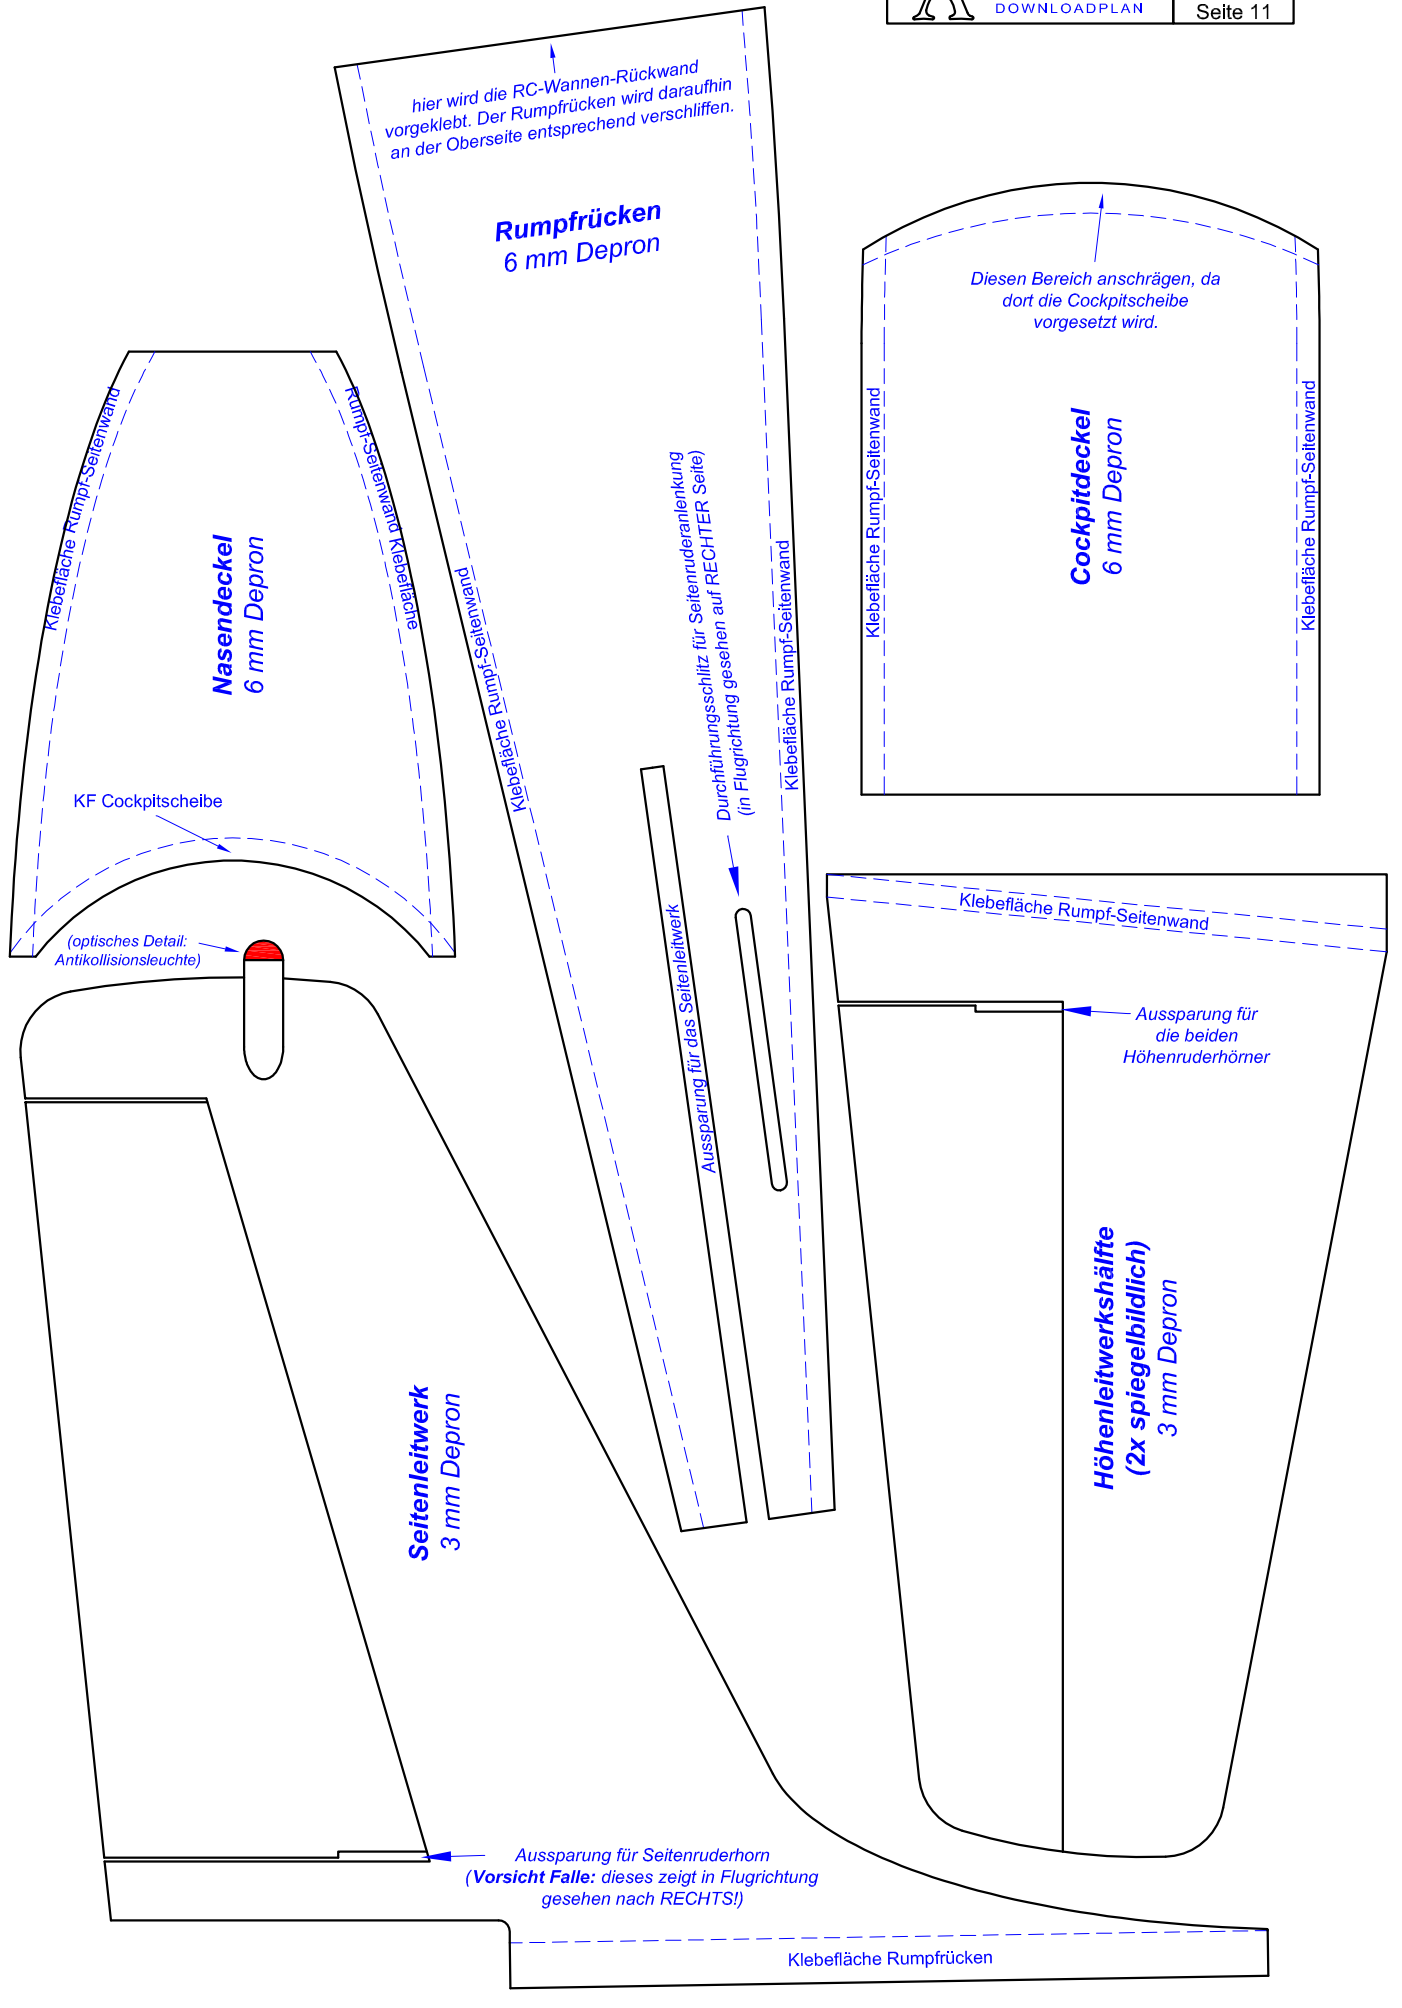 DOWNLOADPLAN
Seite 11
hier wird die RC-Wannen-Rückwand
vorgeklebt. Der Rumpfrücken wird daraufhin
an der Oberseite entsprechend verschliffen.
Rumpfrücken
6 mm Depron
Klebefläche Rumpf-Seitenwand
Klebefläche Rumpf-Seitenwand
Durchführungsschlitz für Seitenruderanlenkung
(in Flugrichtung gesehen auf RECHTER Seite)
Aussparung für das Seitenleitwerk
Diesen Bereich anschrägen, da
dort die Cockpitscheibe
vorgesetzt wird.
Klebefläche Rumpf-Seitenwand
Cockpitdeckel
6 mm Depron
Klebefläche Rumpf-Seitenwand
Klebefläche Rumpf-Seitenwand
Rumpf-Seitenwand Klebefläche
Nasendeckel
6 mm Depron
KF Cockpitscheibe
(optisches Detail:
Antikollisionsleuchte)
Klebefläche Rumpf-Seitenwand
Aussparung für
die beiden
Höhenruderhörner
Höhenleitwerkshälfte
(2x spiegelbildlich)
3 mm Depron
Seitenleitwerk
3 mm Depron
Aussparung für Seitenruderhorn
(Vorsicht Falle: dieses zeigt in Flugrichtung
gesehen nach RECHTS!)
Klebefläche Rumpfrücken